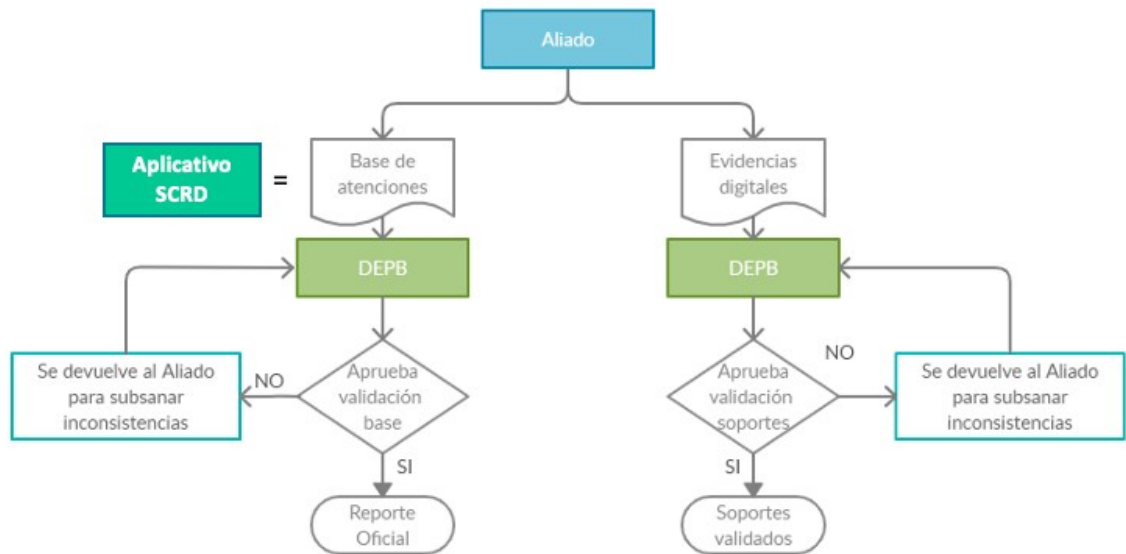 Aliado
Aplicativo
SCRD
=
Base de
atenciones
Evidencias
digitales
DEPB
DEPB
Se devuelve al Aliado
para subsanar
inconsistencias
NO
Aprueba
validación
base
Aprueba
validación
soportes
NO
Se devuelve al Aliado
para subsanar
inconsistencias
SI
SI
Reporte
Oficial
Soportes
validados